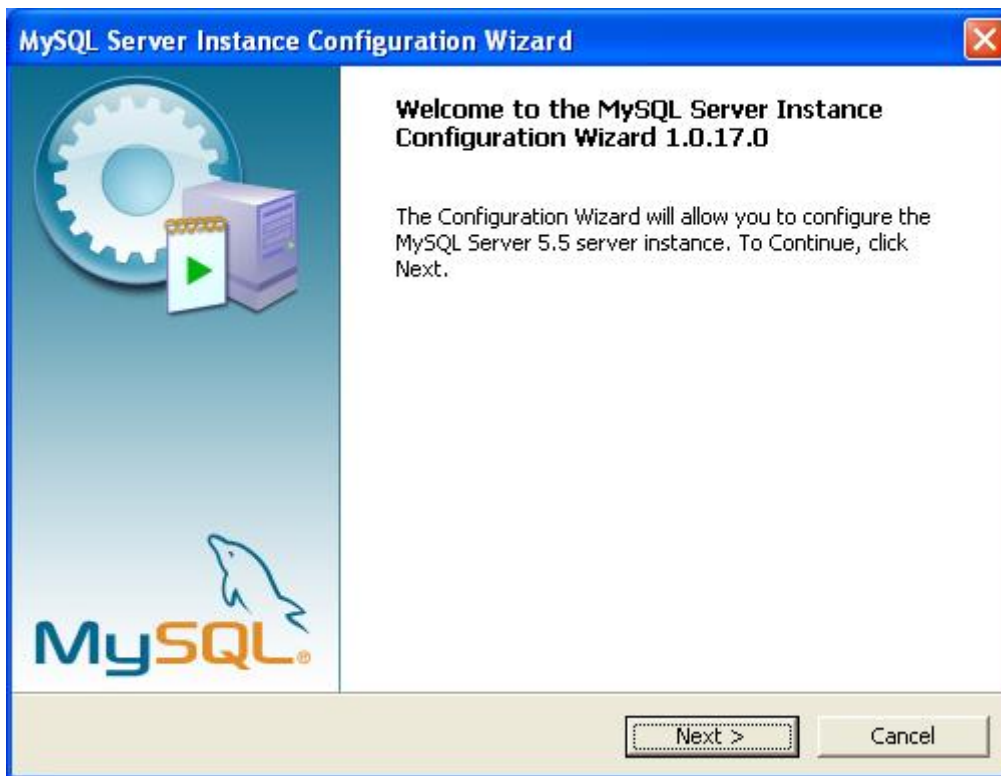 MySQL Server Instance Configuration Wizard
Welcome to the MySQL Server Instance
Configuration Wizard 1.0.17.0
The Configuration Wizard will allow you to configure the
MySQL Server 5.5 server instance. To Continue, click
Next.
MySQL®
Next >
Cancel